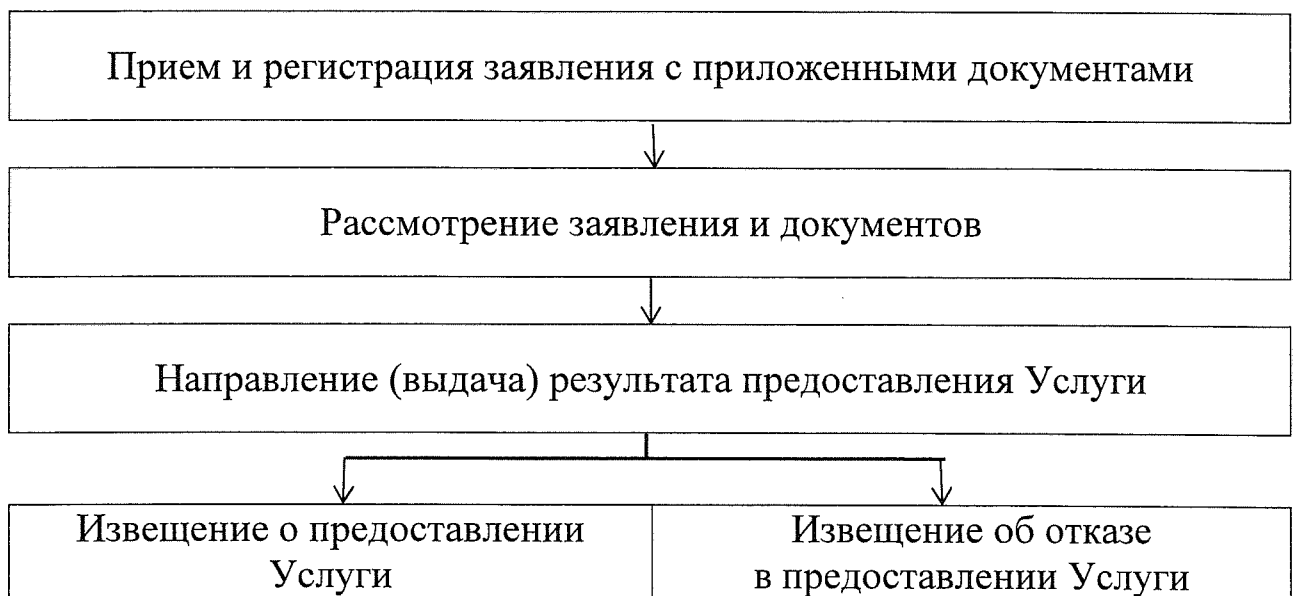 Прием и регистрация заявления с приложенными документами
Рассмотрение заявления и документов
Направление (выдача) результата предоставления Услуги
Извещение о предоставлении
Услуги
Извещение об отказе
в предоставлении Услуги